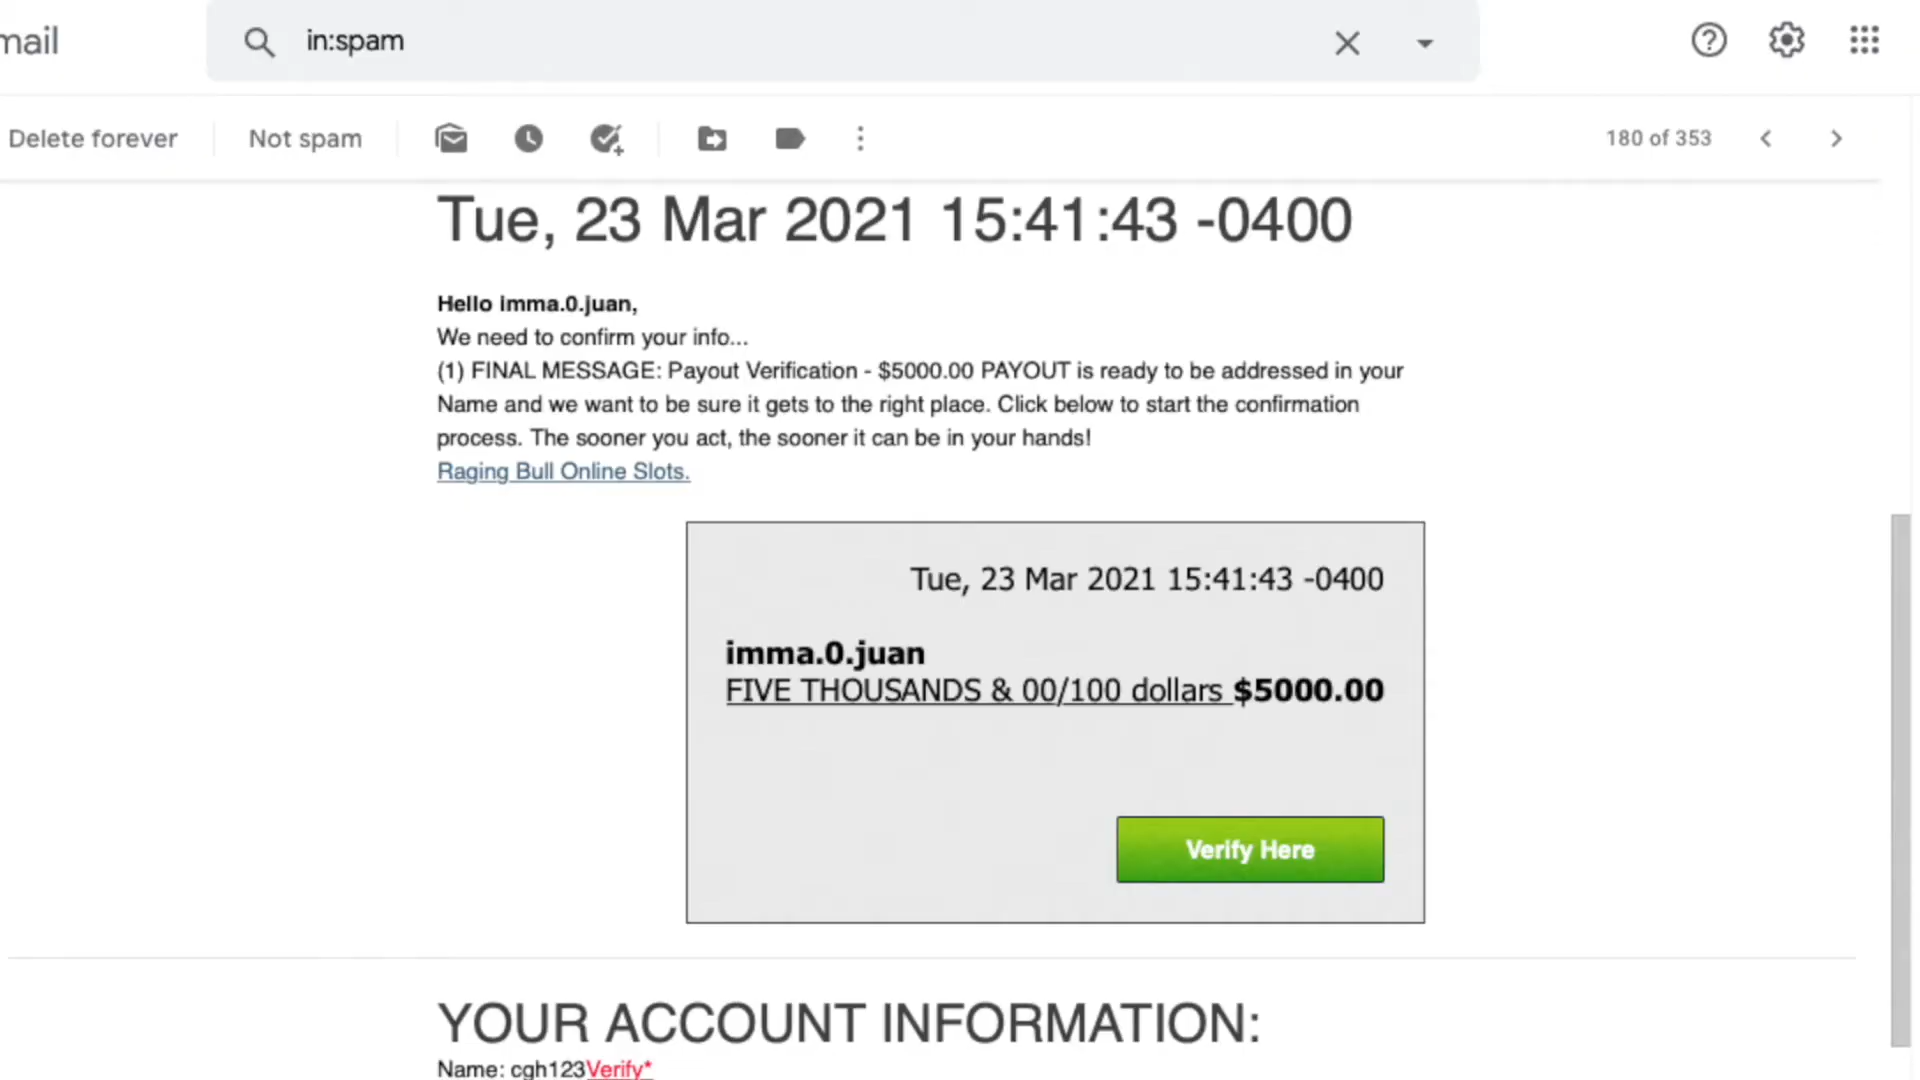 mail
in:spam
Delete forever
Not spam
180 of 353
Tue, 23 Mar 2021 15:41:43 -0400
Hello imma.0.juan,
We need to confirm your info...
(1) FINAL MESSAGE: Payout Verification - $5000.00 PAYOUT is ready to be addressed in your
Name and we want to be sure it gets to the right place. Click below to start the confirmation
process. The sooner you act, the sooner it can be in your hands!
Raging Bull Online Slots.
Tue, 23 Mar 2021 15:41:43 -0400
imma.0.juan
FIVE THOUSANDS & 00/100 dollars $5000.00
Verify Here
YOUR ACCOUNT INFORMATION:
Name: cgh123Verify*